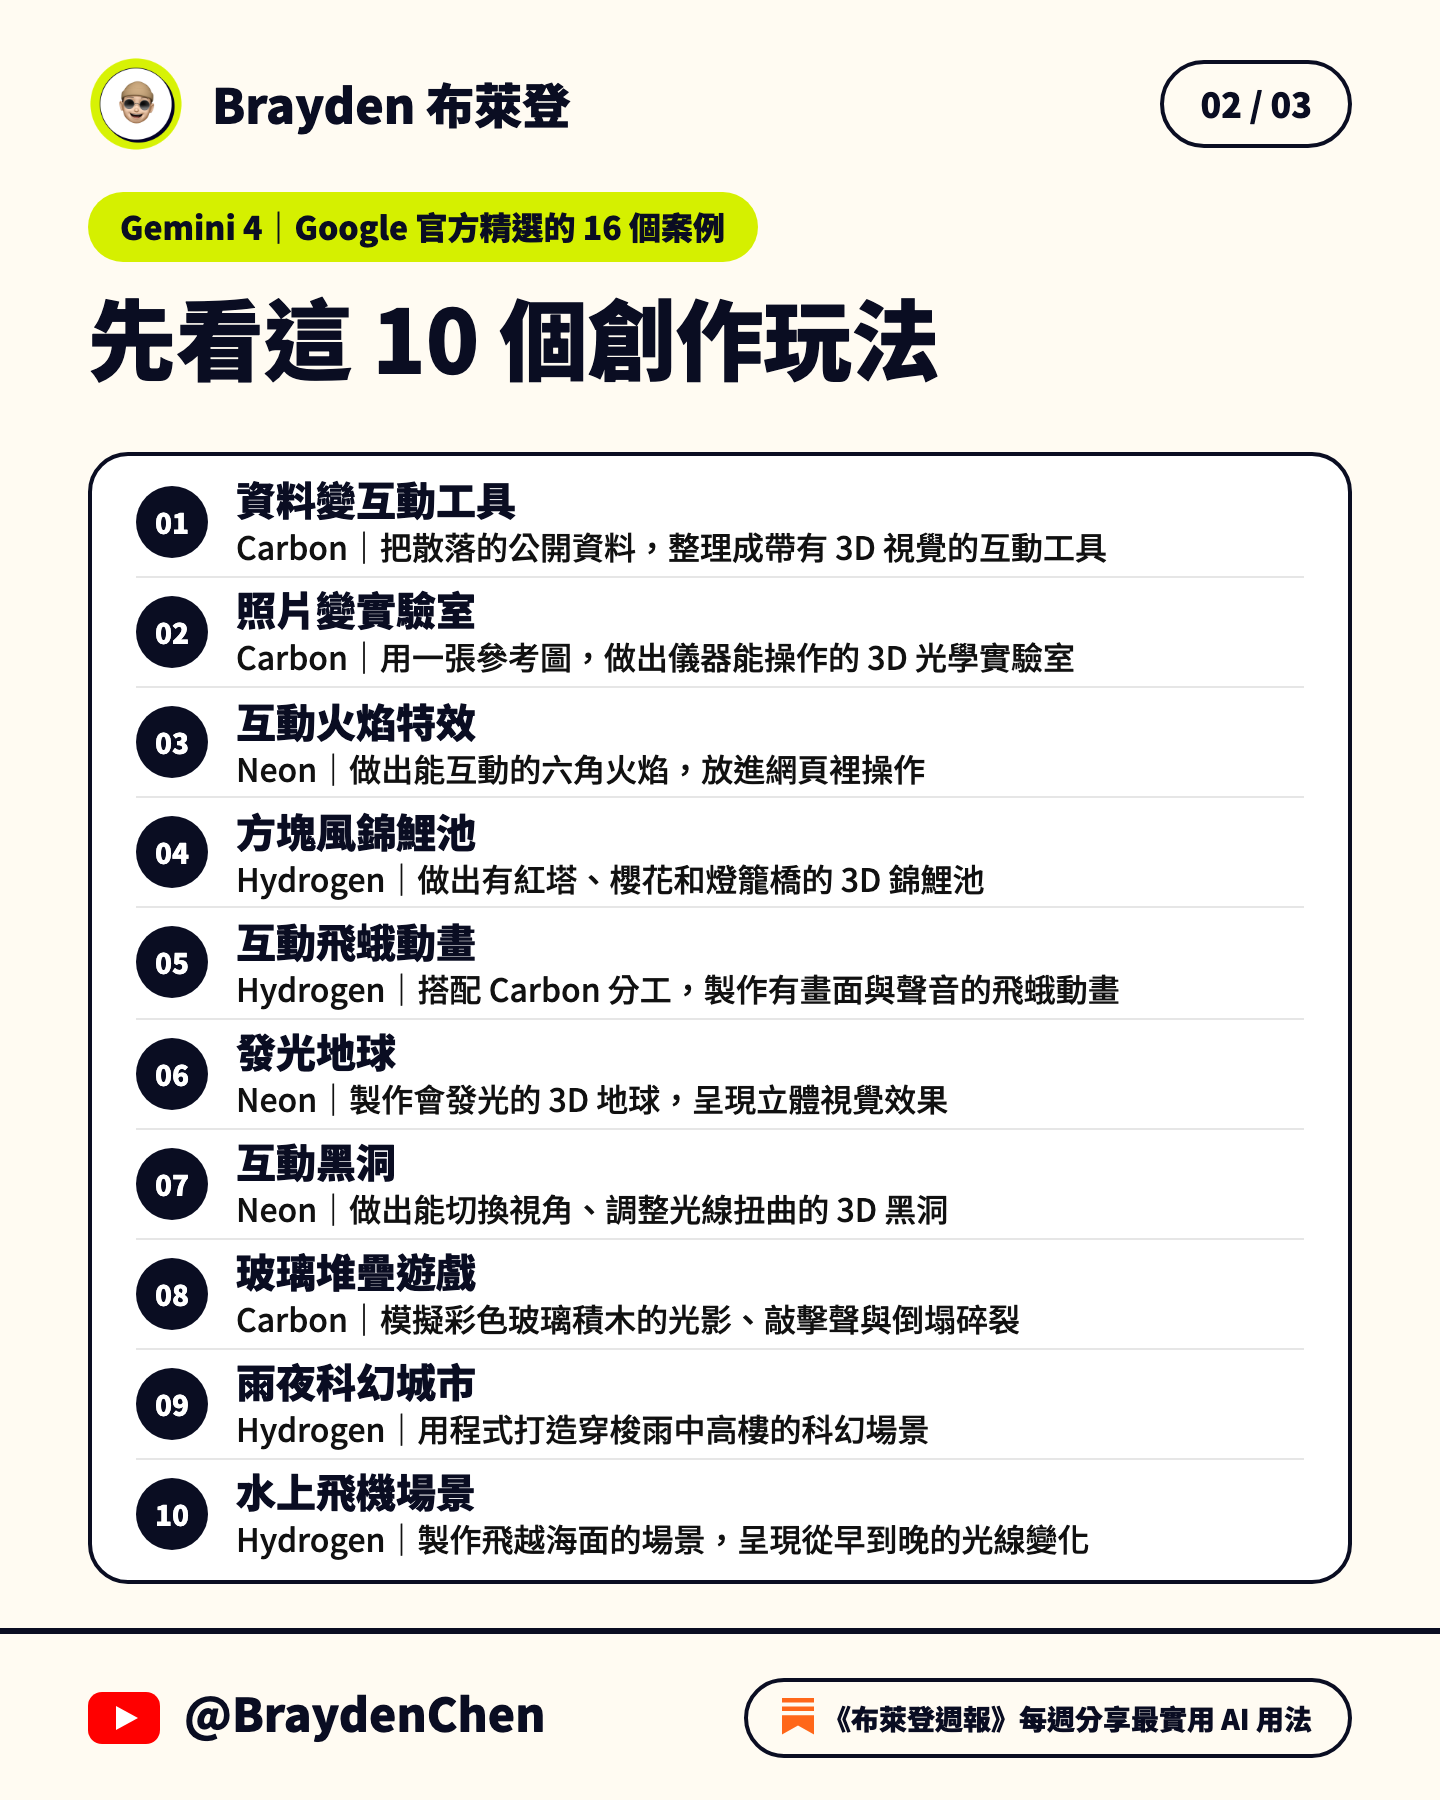 Brayden 布萊登
02 / 03
Gemini 4｜Google 官方精選的 16 個案例
先看這 10 個創作玩法
01
資料變互動工具
Carbon｜把散落的公開資料，整理成帶有 3D 視覺的互動工具
02
照片變實驗室
Carbon｜用一張參考圖，做出儀器能操作的 3D 光學實驗室
03
互動火焰特效
Neon｜做出能互動的六角火焰，放進網頁裡操作
04
方塊風錦鯉池
Hydrogen｜做出有紅塔、櫻花和燈籠橋的 3D 錦鯉池
05
互動飛蛾動畫
Hydrogen｜搭配 Carbon 分工，製作有畫面與聲音的飛蛾動畫
06
發光地球
Neon｜製作會發光的 3D 地球，呈現立體視覺效果
07
互動黑洞
Neon｜做出能切換視角、調整光線扭曲的 3D 黑洞
08
玻璃堆疊遊戲
Carbon｜模擬彩色玻璃積木的光影、敲擊聲與倒塌碎裂
09
雨夜科幻城市
Hydrogen｜用程式打造穿梭雨中高樓的科幻場景
10
水上飛機場景
Hydrogen｜製作飛越海面的場景，呈現從早到晚的光線變化
@BraydenChen
《布萊登週報》每週分享最實用 AI 用法